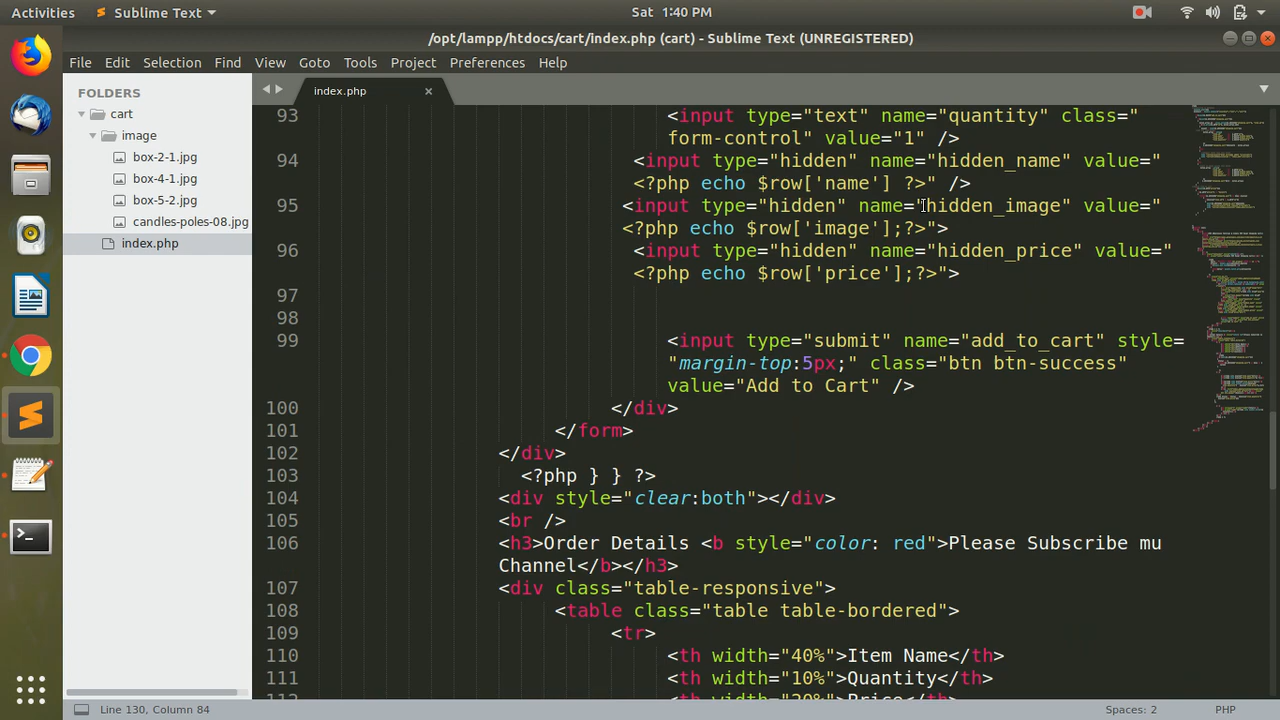 Activities
Sublime Text
Sat 1:40 PM
/opt/lampp/htdocs/cart/index.php (cart) - Sublime Text (UNREGISTERED)
File Edit Selection Find View Goto Tools Project Preferences Help
FOLDERS
cart
image
box-2-1.jpg
box-4-1.jpg
box-5-2.jpg
candles-poles-08.jpg
index.php
index.php
93 <input type="text" name="quantity" class="
form-control" value="1" />
94 <input type="hidden" name="hidden_name" value="
<?php echo $row['name'] ?>" />
95 <input type="hidden" name="hidden_image" value="
<?php echo $row['image'];?>">
96 <input type="hidden" name="hidden_price" value="
<?php echo $row['price'];?>">
97
98
99 <input type="submit" name="add_to_cart" style=
"margin-top:5px;" class="btn btn-success"
value="Add to Cart" />
100 </div>
101 </form>
102 </div>
103 <?php } } ?>
104 <div style="clear:both"></div>
105 <br />
106 <h3>Order Details <b style="color: red">Please Subscribe mu
Channel</b></h3>
107 <div class="table-responsive">
108 <table class="table table-bordered">
109 <tr>
110 <th width="40%">Item Name</th>
111 <th width="10%">Quantity</th>
112 <th width="20%">Price</th>
Line 130, Column 84
Spaces: 2
PHP